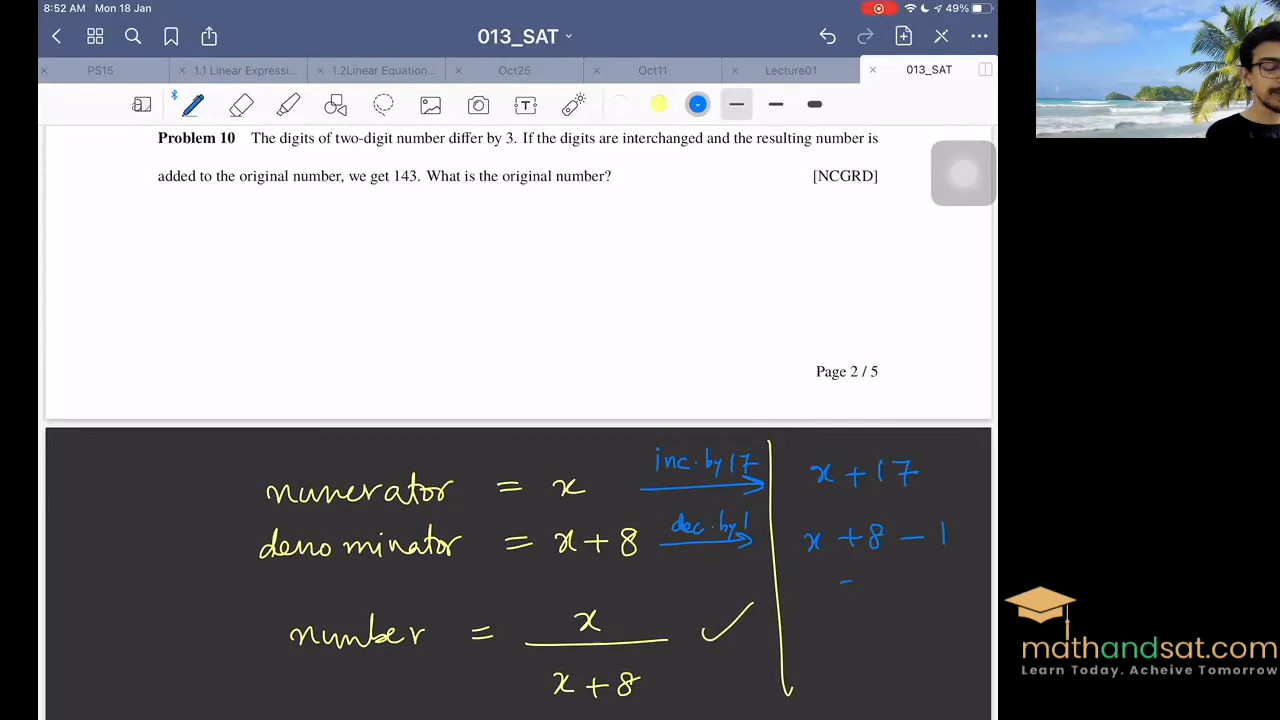 8:52 AM Mon 18 Jan
49%
013_SAT
PS15
1.1 Linear Expressi...
1.2Linear Equation...
Oct25
Oct11
Lecture01
013_SAT
Problem 10 The digits of two-digit number differ by 3. If the digits are interchanged and the resulting number is
added to the original number, we get 143. What is the original number? [NCGRD]
Page 2 / 5
numerator = x inc. by 17 x + 17
denominator = x + 8 dec. by 1 x + 8 - 1
=
number = x
x + 8
mathandsat.com
Learn Today. Acheive Tomorrow